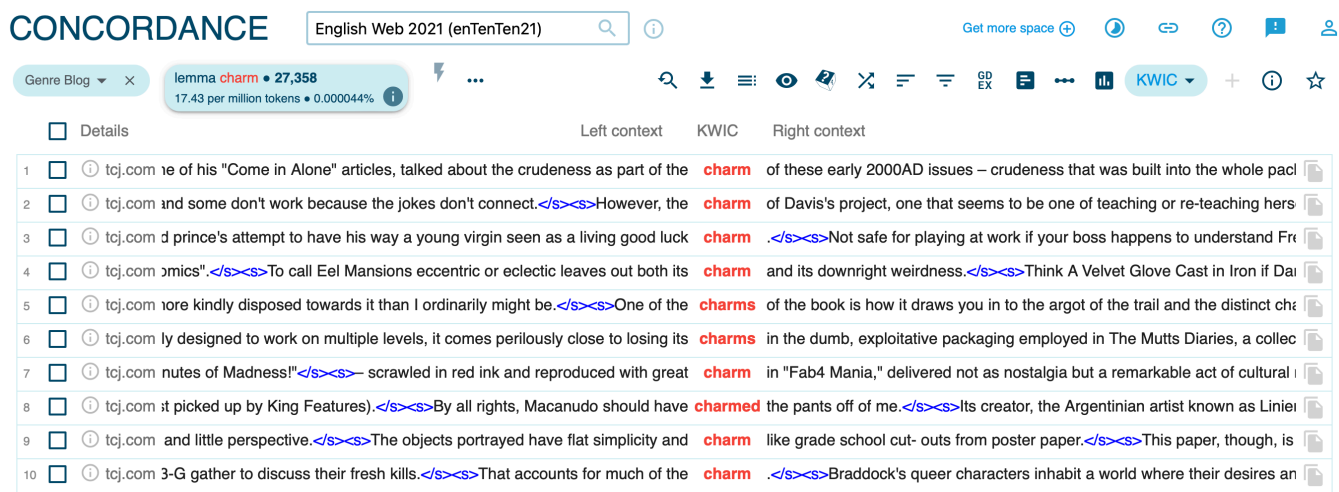 CONCORDANCE English Web 2021 (enTenTen21) Get more space
Genre Blog lemma charm ● 27,358
17.43 per million tokens ● 0.000044% GD EX KWIC
Details Left context KWIC Right context
1 tcj.com ne of his "Come in Alone" articles, talked about the crudeness as part of the charm of these early 2000AD issues – crudeness that was built into the whole pac
2 tcj.com and some don't work because the jokes don't connect.</s><s>However, the charm of Davis's project, one that seems to be one of teaching or re-teaching herse
3 tcj.com d prince's attempt to have his way a young virgin seen as a living good luck charm .</s><s>Not safe for playing at work if your boss happens to understand Fre
4 tcj.com omics".</s><s>To call Eel Mansions eccentric or eclectic leaves out both its charm and its downright weirdness.</s><s>Think A Velvet Glove Cast in Iron if Dar
5 tcj.com nore kindly disposed towards it than I ordinarily might be.</s><s>One of the charms of the book is how it draws you in to the argot of the trail and the distinct cha
6 tcj.com ly designed to work on multiple levels, it comes perilously close to losing its charms in the dumb, exploitative packaging employed in The Mutts Diaries, a collec
7 tcj.com nutes of Madness!"</s><s>– scrawled in red ink and reproduced with great charm in "Fab4 Mania," delivered not as nostalgia but a remarkable act of cultural
8 tcj.com st picked up by King Features).</s><s>By all rights, Macanudo should have charmed the pants off of me.</s><s>Its creator, the Argentinian artist known as Linier
9 tcj.com and little perspective.</s><s>The objects portrayed have flat simplicity and charm like grade school cut- outs from poster paper.</s><s>This paper, though, is
10 tcj.com 3-G gather to discuss their fresh kills.</s><s>That accounts for much of the charm .</s><s>Braddock's queer characters inhabit a world where their desires an